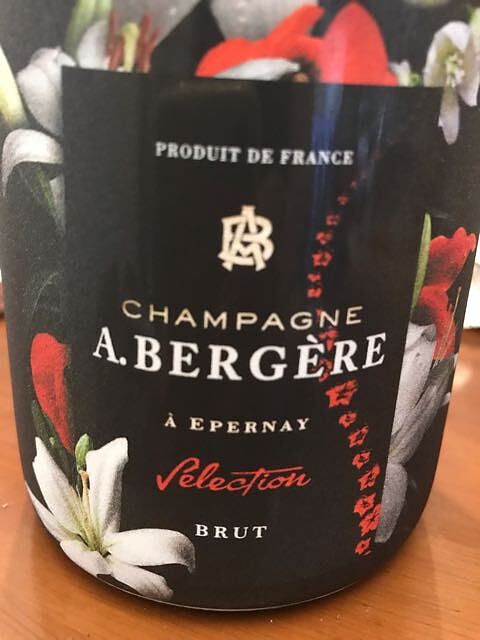 PRODUIT DE FRANCE
AB
CHAMPAGNE
A. BERGÈRE
À EPERNAY
Sélection
BRUT